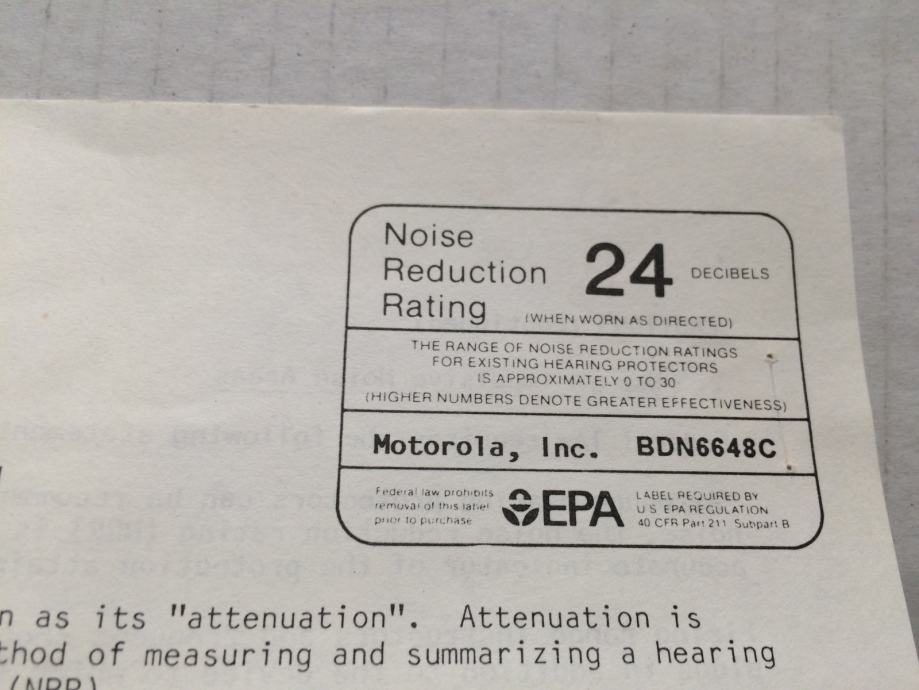 Noise
Reduction
Rating
24 DECIBELS
(WHEN WORN AS DIRECTED)
THE RANGE OF NOISE REDUCTION RATINGS
FOR EXISTING HEARING PROTECTORS
IS APPROXIMATELY 0 TO 30
(HIGHER NUMBERS DENOTE GREATER EFFECTIVENESS)
Motorola, Inc. BDN6648C
Federal law prohibits
removal of this label
prior to purchase
EPA
LABEL REQUIRED BY
U S EPA REGULATION
40 CFR Part 211 Subpart B
n as its "attenuation". Attenuation is
thod of measuring and summarizing a hearing
(NRR)